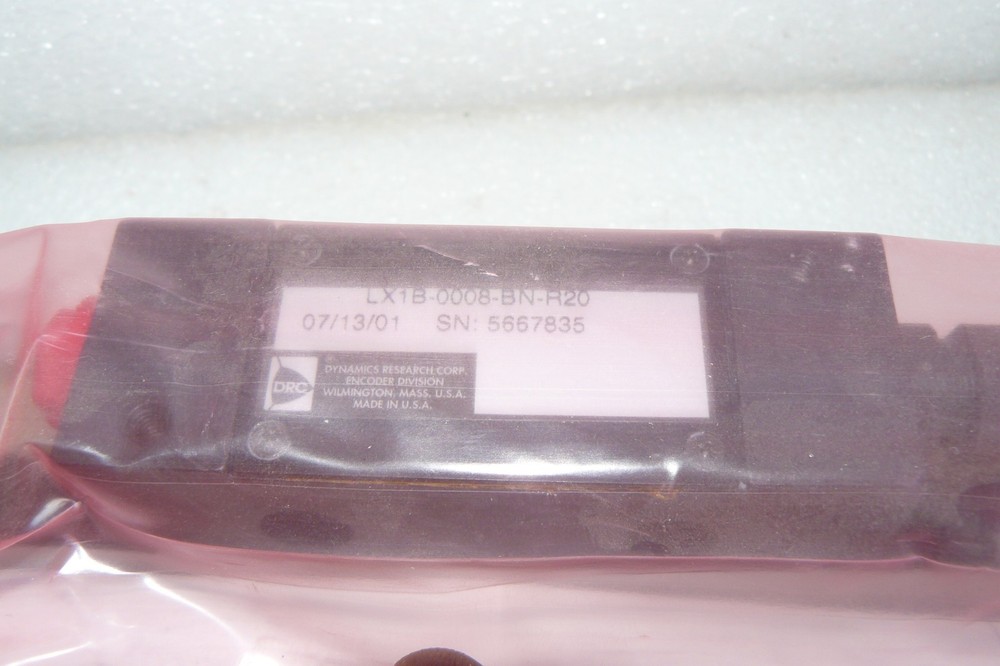 LX1B-0008-BN-R20
07/13/01 SN: 5667835
DRC
DYNAMICS RESEARCH CORP.
ENCODER DIVISION
WILMINGTON, MASS. U.S.A.
MADE IN U.S.A.